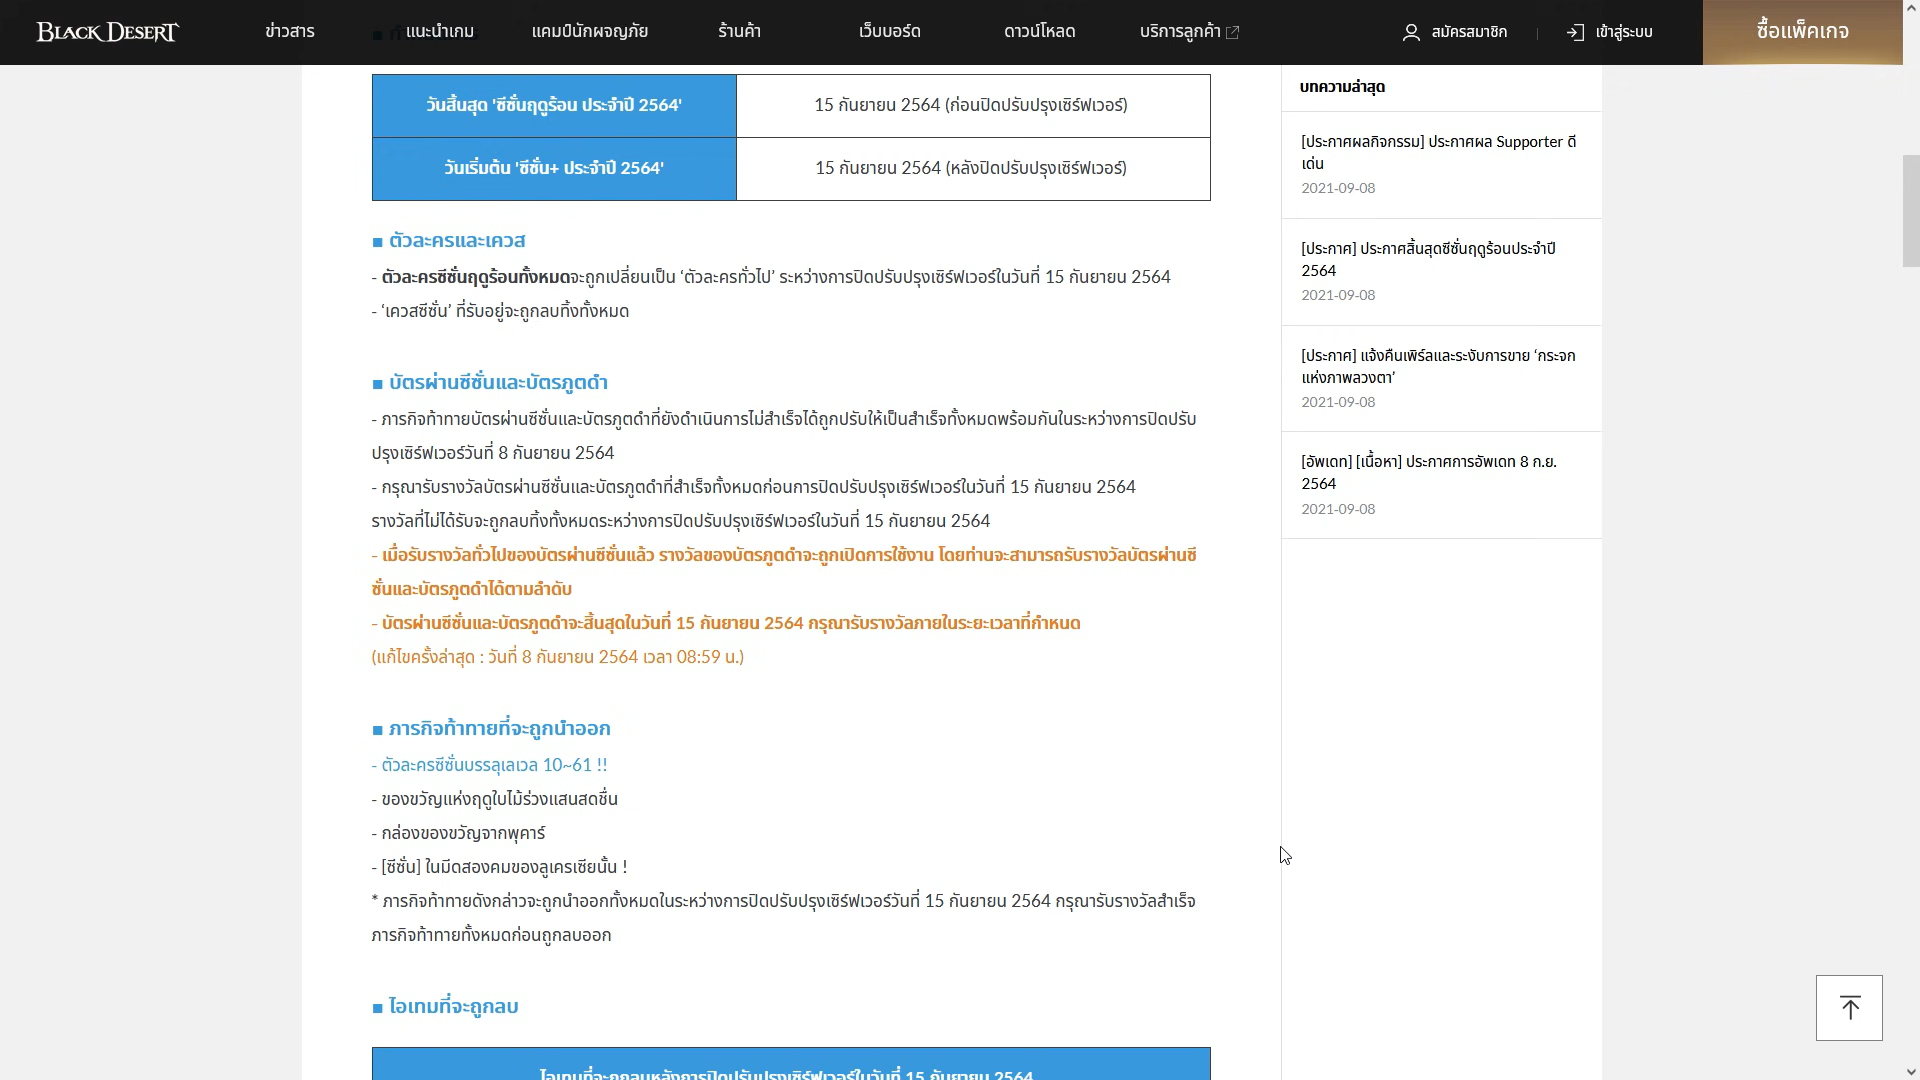 BLACK DESERT
ข่าวสาร
แนะนำเกม
แคมป์นักผจญภัย
ร้านค้า
เว็บบอร์ด
ดาวน์โหลด
บริการลูกค้า
สมัครสมาชิก
เข้าสู่ระบบ
ซื้อแพ็คเกจ
วันสิ้นสุด 'ซีซั่นฤดูร้อน ประจำปี 2564'
15 กันยายน 2564 (ก่อนปิดปรับปรุงเซิร์ฟเวอร์)
วันเริ่มต้น 'ซีซั่น+ ประจำปี 2564'
15 กันยายน 2564 (หลังปิดปรับปรุงเซิร์ฟเวอร์)
■ ตัวละครและเควส
- ตัวละครซีซั่นฤดูร้อนทั้งหมดจะถูกเปลี่ยนเป็น ‘ตัวละครทั่วไป’ ระหว่างการปิดปรับปรุงเซิร์ฟเวอร์ในวันที่ 15 กันยายน 2564
- ‘เควสซีซั่น’ ที่รับอยู่จะถูกลบทิ้งทั้งหมด
■ บัตรผ่านซีซั่นและบัตรภูตดำ
- ภารกิจท้าทายบัตรผ่านซีซั่นและบัตรภูตดำที่ยังดำเนินการไม่สำเร็จได้ถูกปรับให้เป็นสำเร็จทั้งหมดพร้อมกันในระหว่างการปิดปรับ
ปรุงเซิร์ฟเวอร์วันที่ 8 กันยายน 2564
- กรุณารับรางวัลบัตรผ่านซีซั่นและบัตรภูตดำที่สำเร็จทั้งหมดก่อนการปิดปรับปรุงเซิร์ฟเวอร์ในวันที่ 15 กันยายน 2564
รางวัลที่ไม่ได้รับจะถูกลบทิ้งทั้งหมดระหว่างการปิดปรับปรุงเซิร์ฟเวอร์ในวันที่ 15 กันยายน 2564
- เมื่อรับรางวัลทั่วไปของบัตรผ่านซีซั่นแล้ว รางวัลของบัตรภูตดำจะถูกเปิดการใช้งาน โดยท่านจะสามารถรับรางวัลบัตรผ่านซี
ซั่นและบัตรภูตดำได้ตามลำดับ
- บัตรผ่านซีซั่นและบัตรภูตดำจะสิ้นสุดในวันที่ 15 กันยายน 2564 กรุณารับรางวัลภายในระยะเวลาที่กำหนด
(แก้ไขครั้งล่าสุด : วันที่ 8 กันยายน 2564 เวลา 08:59 น.)
■ ภารกิจท้าทายที่จะถูกนำออก
- ตัวละครซีซั่นบรรลุเลเวล 10~61 !!
- ของขวัญแห่งฤดูใบไม้ร่วงแสนสดชื่น
- กล่องของขวัญจากพุคาร์
- [ซีซั่น] ในมีดสองคมของลูเครเซียนั้น !
* ภารกิจท้าทายดังกล่าวจะถูกนำออกทั้งหมดในระหว่างการปิดปรับปรุงเซิร์ฟเวอร์วันที่ 15 กันยายน 2564 กรุณารับรางวัลสำเร็จ
ภารกิจท้าทายทั้งหมดก่อนถูกลบออก
■ ไอเทมที่จะถูกลบ
ไอเทมที่จะถูกลบหลังการปิดปรับปรุงเซิร์ฟเวอร์ในวันที่ 15 กันยายน 2564
บทความล่าสุด
[ประกาศผลกิจกรรม] ประกาศผล Supporter ดี
เด่น
2021-09-08
[ประกาศ] ประกาศสิ้นสุดซีซั่นฤดูร้อนประจำปี
2564
2021-09-08
[ประกาศ] แจ้งคืนเพิร์ลและระงับการขาย ‘กระจก
แห่งภาพลวงตา’
2021-09-08
[อัพเดท] [เนื้อหา] ประกาศการอัพเดท 8 ก.ย.
2564
2021-09-08